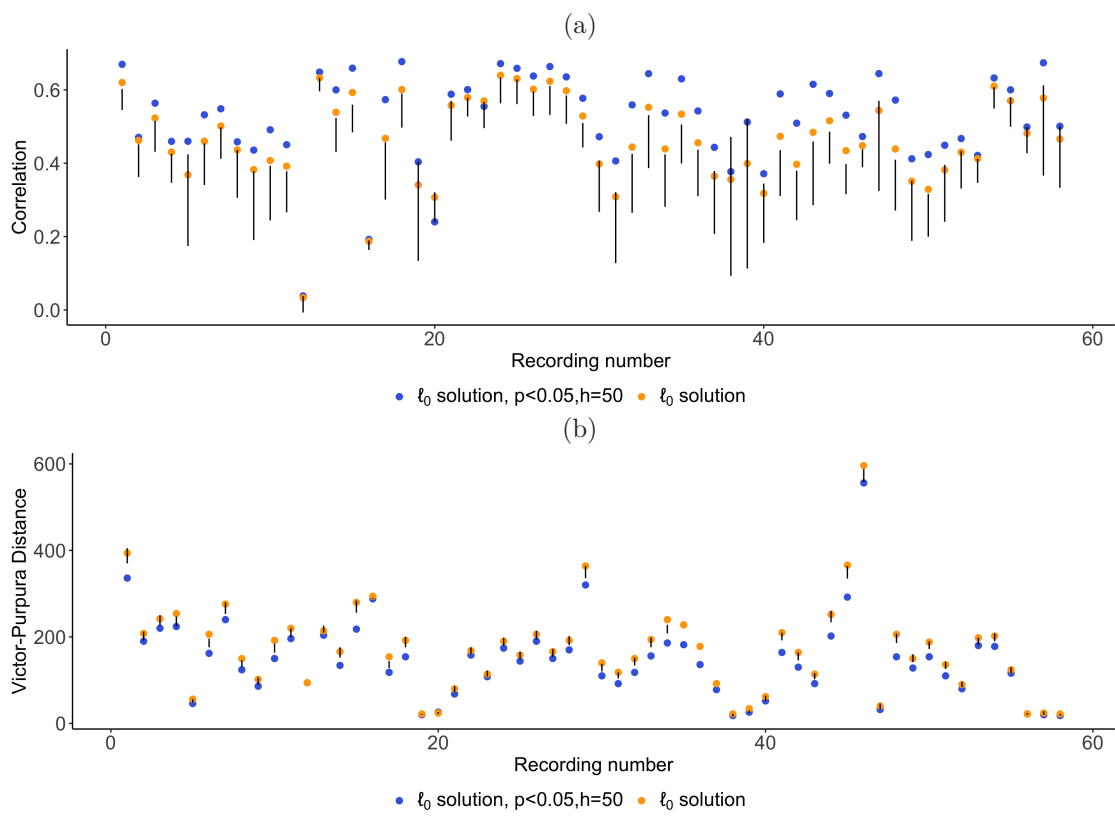 (a)
0.6
0.4
0.2
0.0
Correlation
0 20 40 60
Recording number
ℓ₀ solution, p<0.05,h=50 ℓ₀ solution
(b)
600
400
200
0
Victor-Purpura Distance
0 20 40 60
Recording number
ℓ₀ solution, p<0.05,h=50 ℓ₀ solution